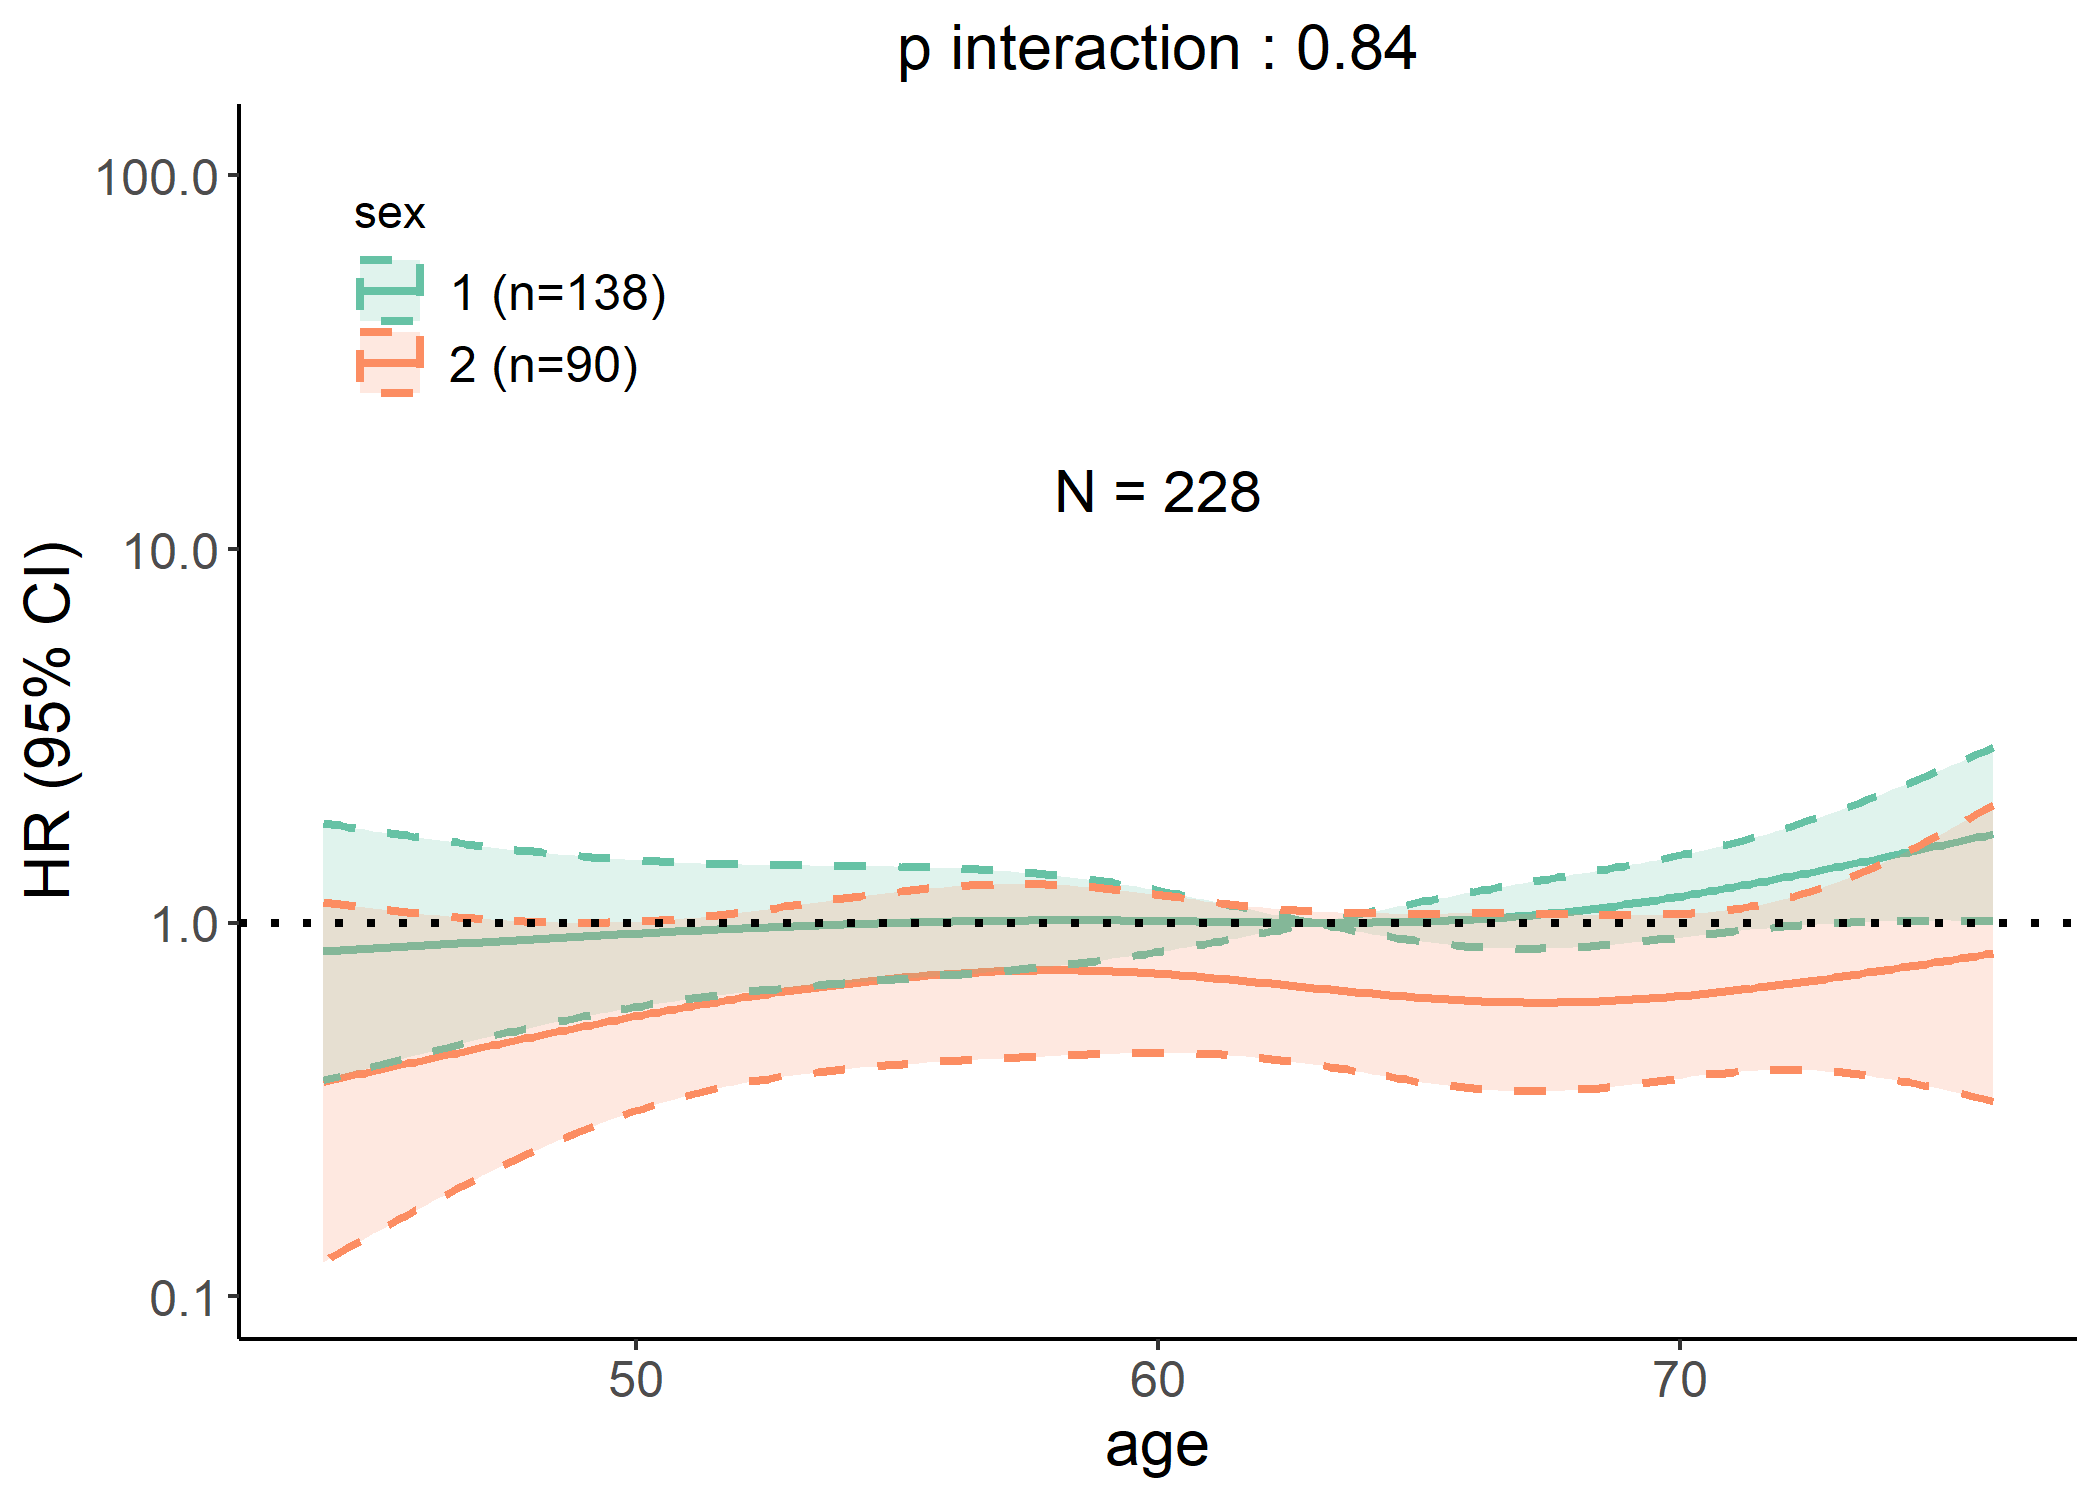 p interaction : 0.84
100.0
10.0
1.0
0.1
HR (95% CI)
sex
1 (n=138)
2 (n=90)
N = 228
50
60
70
age